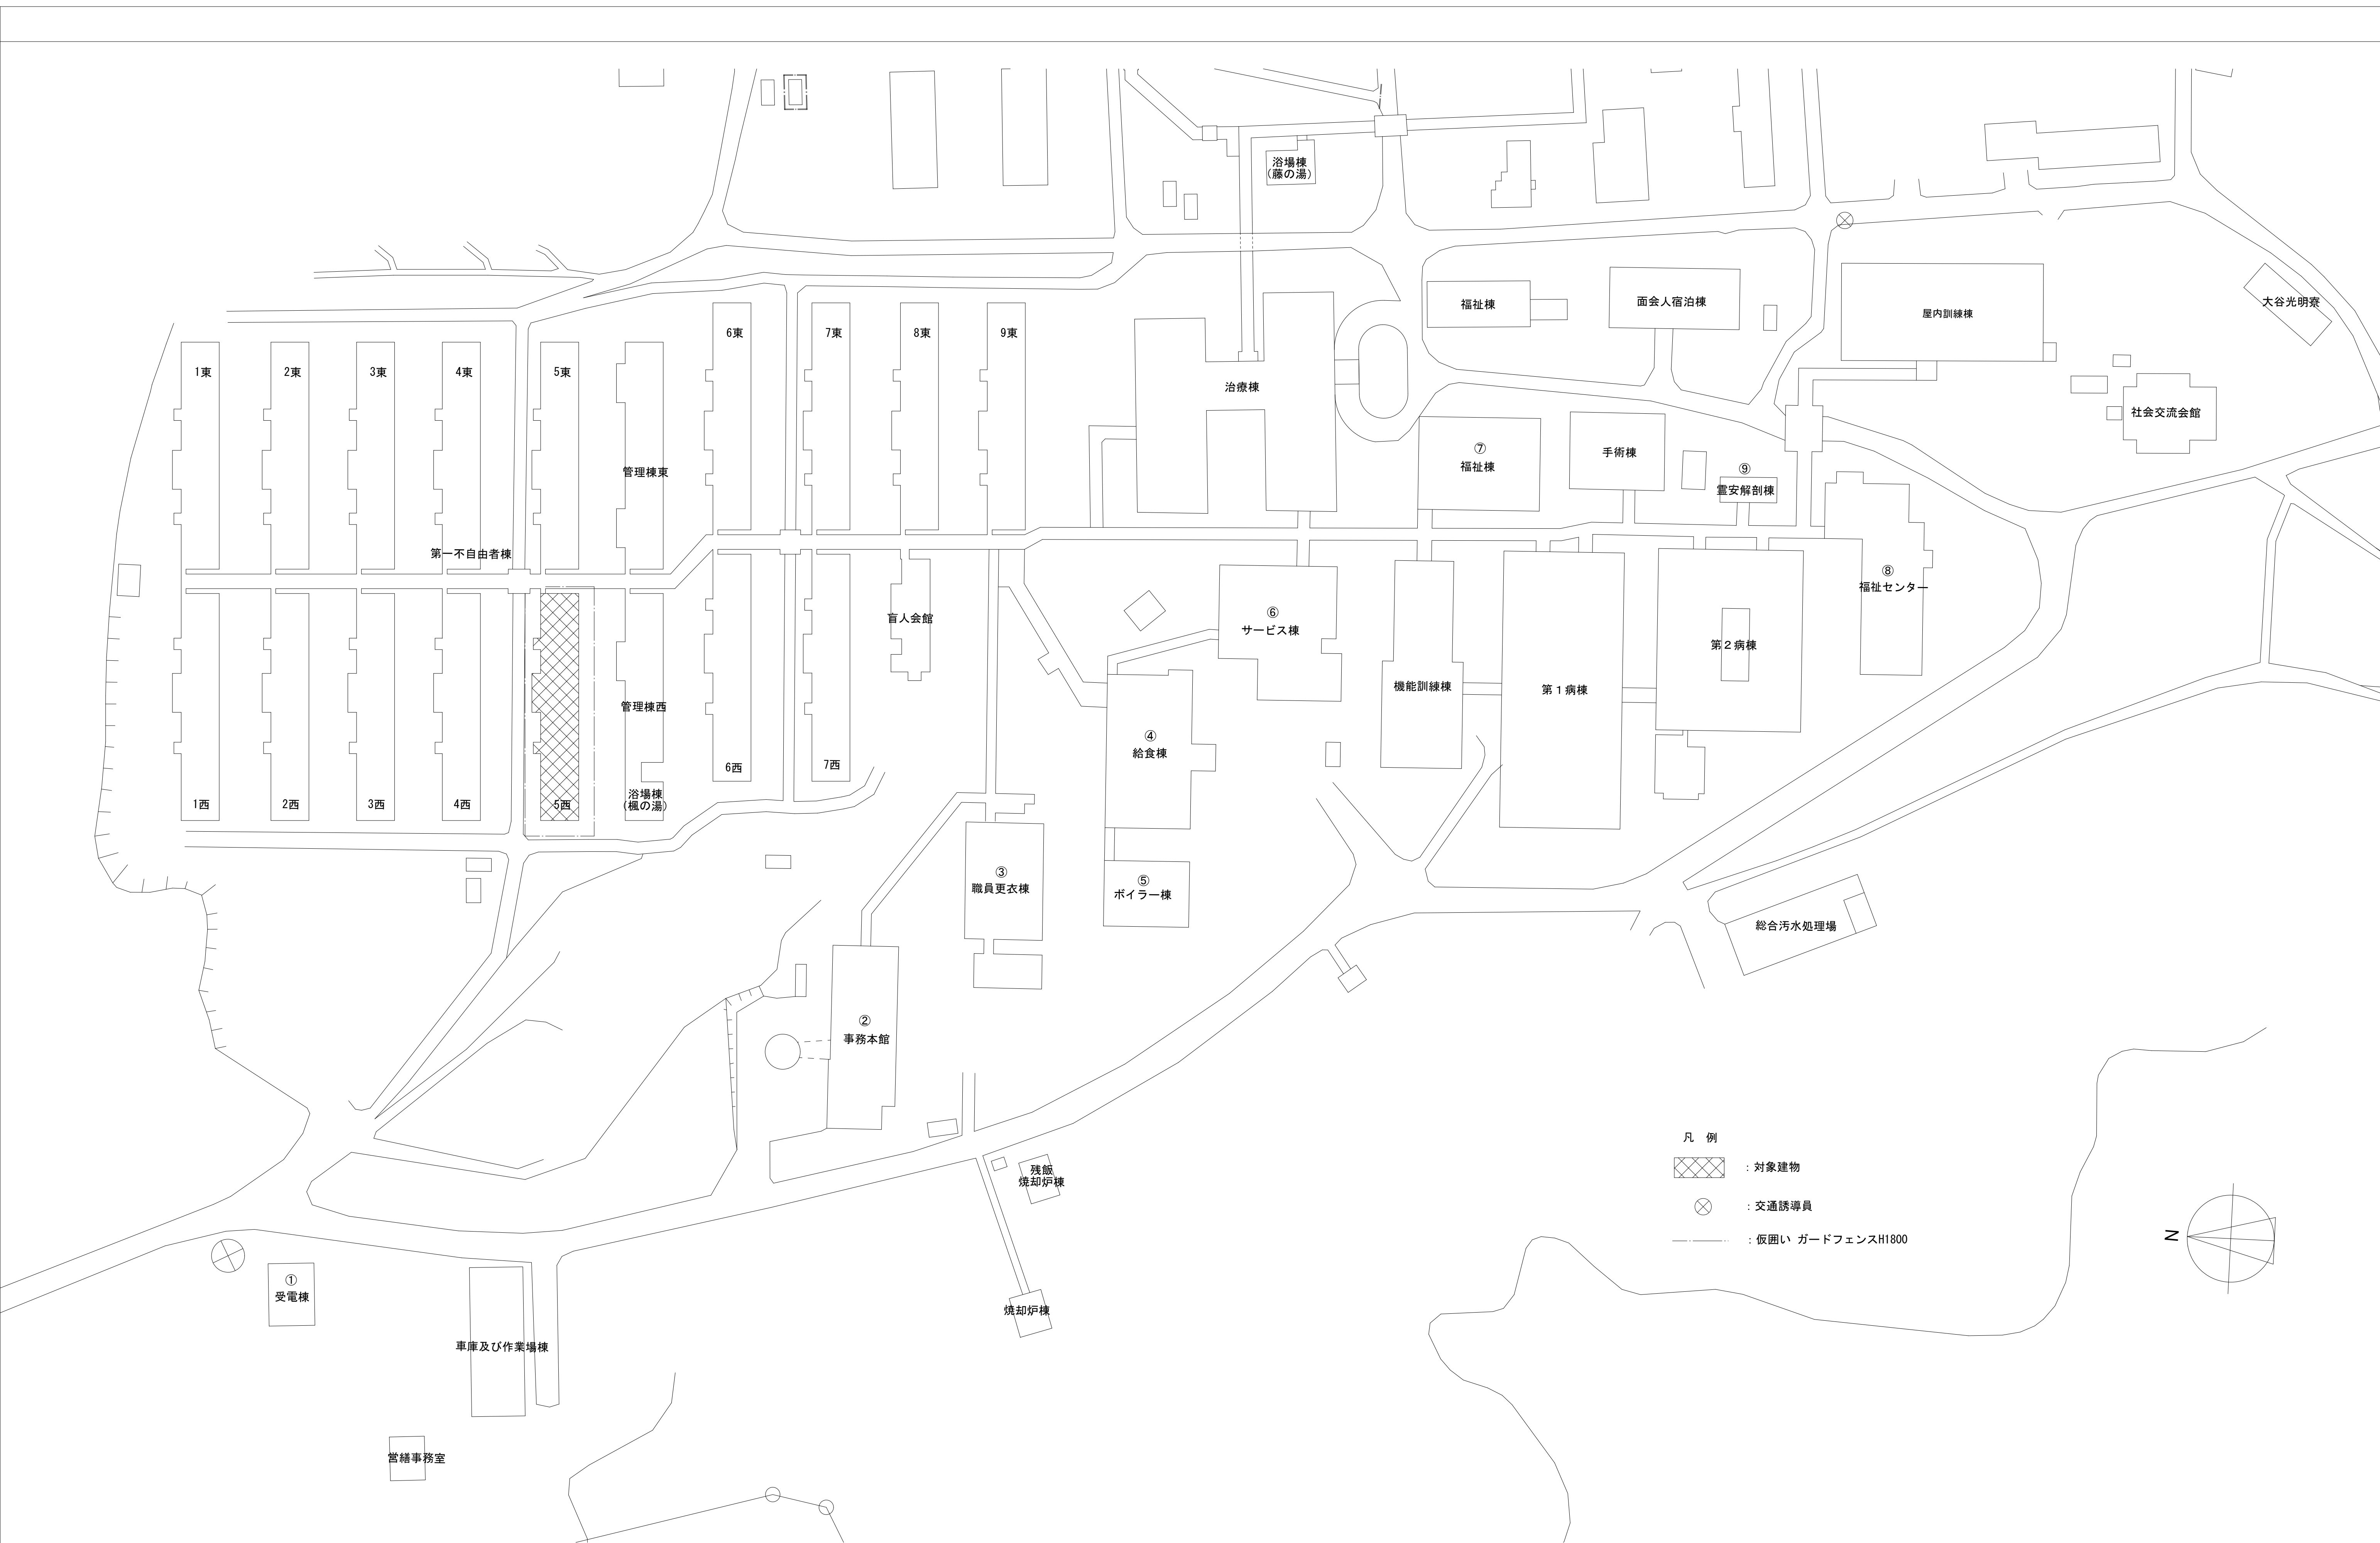 浴場棟
（藤の湯）
福祉棟
面会人宿泊棟
屋内訓練棟
大谷光明寮
6東
7東
8東
9東
1東
2東
3東
4東
5東
治療棟
社会交流会館
管理棟東
⑦
福祉棟
手術棟
⑨
霊安解剖棟
第一不自由者棟
盲人会館
⑥
サービス棟
⑧
福祉センター
第２病棟
機能訓練棟
第１病棟
管理棟西
④
給食棟
6西
7西
1西
2西
3西
4西
5西
浴場棟
（楓の湯）
③
職員更衣棟
⑤
ボイラー棟
総合汚水処理場
②
事務本館
残飯
焼却炉棟
焼却炉棟
①
受電棟
車庫及び作業場棟
営繕事務室
凡　例
：対象建物
：交通誘導員
：仮囲い ガードフェンスH1800
N